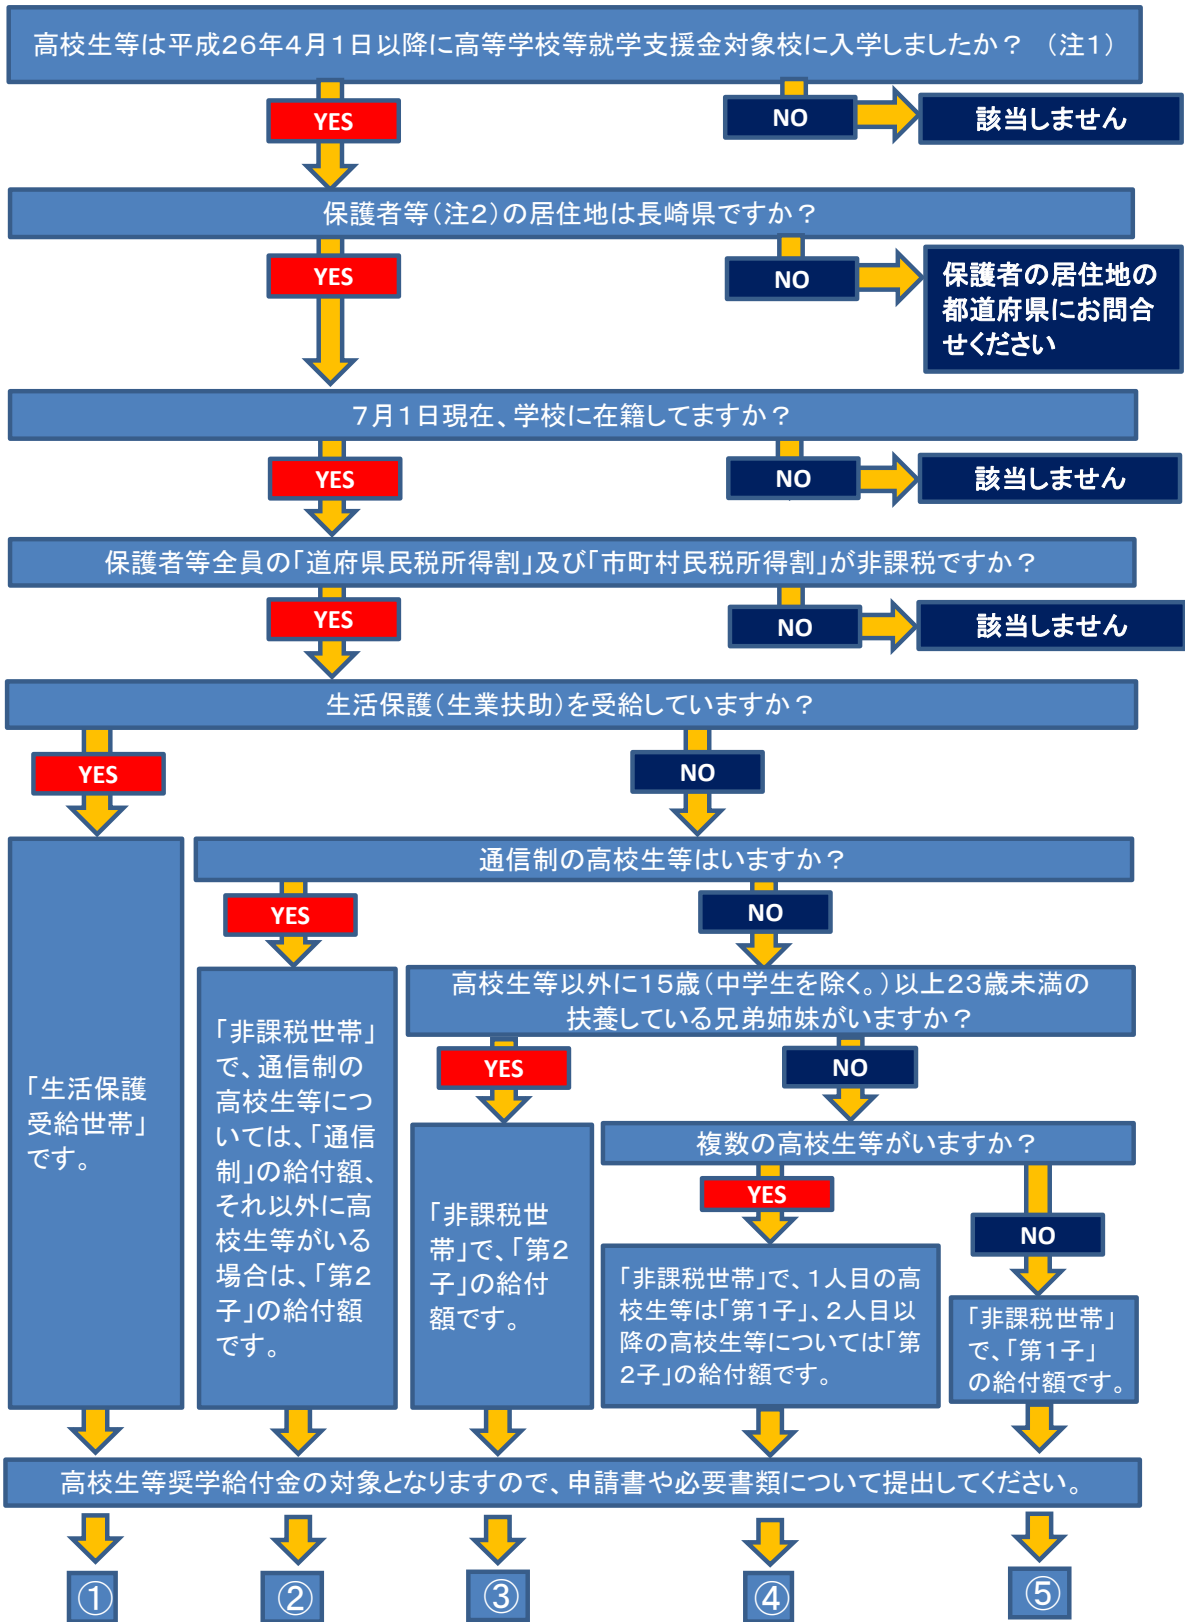 高校生等は平成26年4月1日以降に高等学校等就学支援金対象校に入学しましたか？ （注1）
YES
NO
該当しません
保護者等（注2）の居住地は長崎県ですか？
YES
NO
保護者の居住地の
都道府県にお問合
せください
7月1日現在、学校に在籍してますか？
YES
NO
該当しません
保護者等全員の「道府県民税所得割」及び「市町村民税所得割」が非課税ですか？
YES
NO
該当しません
生活保護（生業扶助）を受給していますか？
YES
NO
「生活保護
受給世帯」
です。
通信制の高校生等はいますか？
YES
NO
「非課税世帯」
で、通信制の
高校生等につ
いては、「通信
制」の給付額、
それ以外に高
校生等がいる
場合は、「第2
子」の給付額
です。
高校生等以外に15歳（中学生を除く。）以上23歳未満の
扶養している兄弟姉妹がいますか？
YES
NO
「非課税世
帯」で、「第2
子」の給付
額です。
複数の高校生等がいますか？
YES
NO
「非課税世帯」で、1人目の高
校生等は「第1子」、2人目以
降の高校生等については「第
2子」の給付額です。
「非課税世帯」
で、「第1子」
の給付額です。
高校生等奨学給付金の対象となりますので、申請書や必要書類について提出してください。
①
②
③
④
⑤